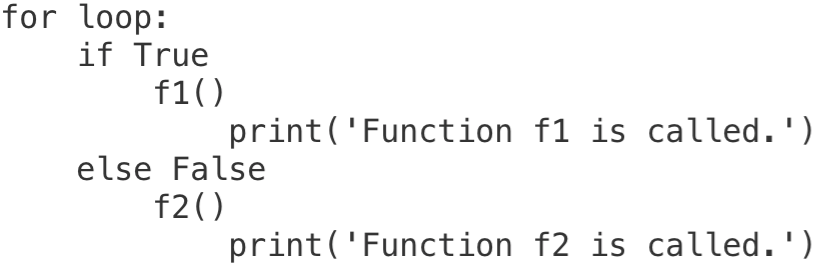 for loop:
    if True
        f1()
            print('Function f1 is called.')
    else False
        f2()
            print('Function f2 is called.')